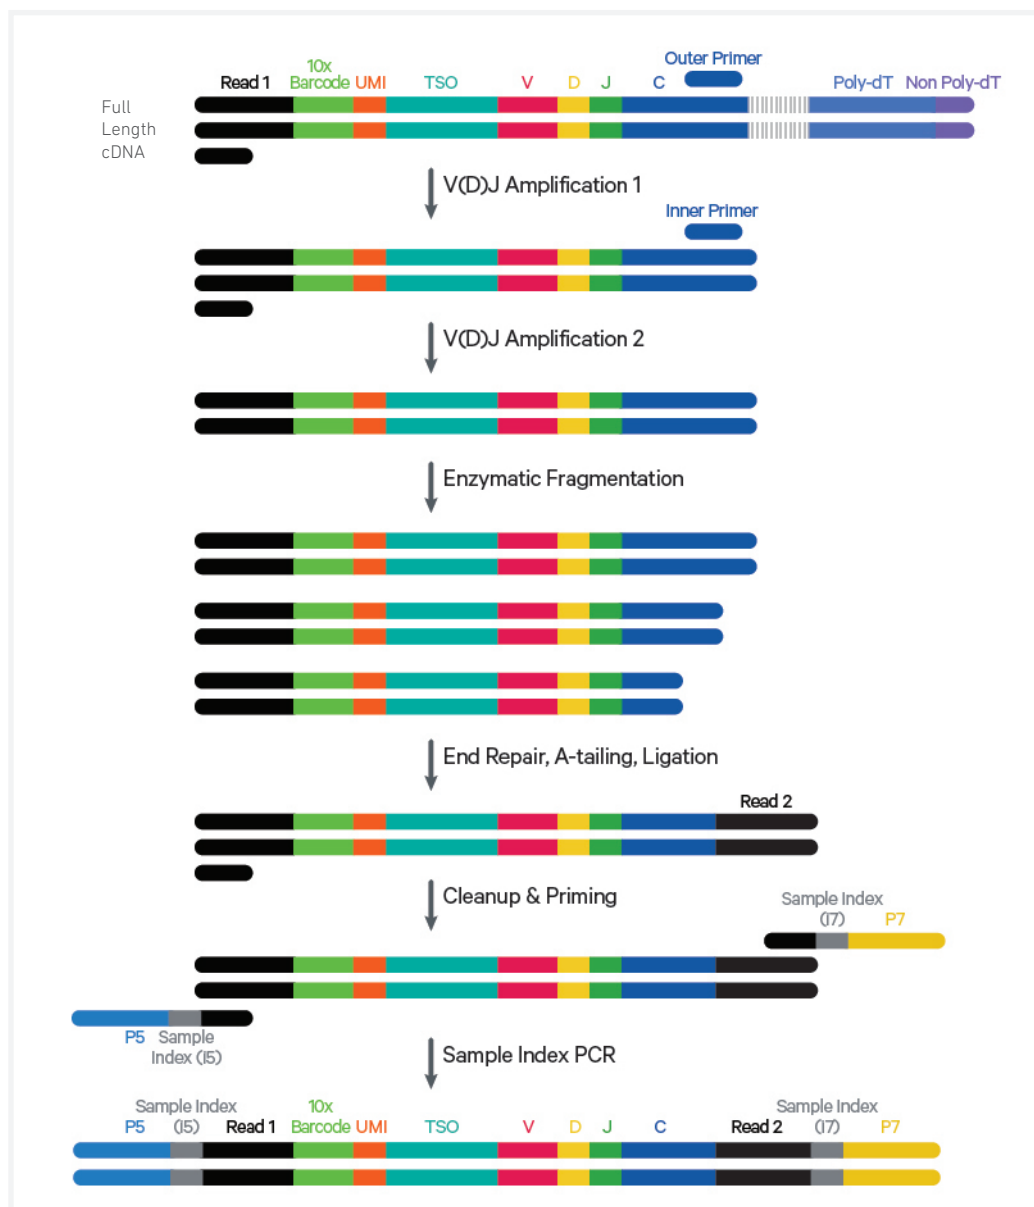 Outer Primer
10x
Read 1 Barcode UMI TSO V D J C Poly-dT Non Poly-dT
Full
Length
cDNA
V(D)J Amplification 1
Inner Primer
V(D)J Amplification 2
Enzymatic Fragmentation
End Repair, A-tailing, Ligation
Read 2
Cleanup & Priming
Sample Index
(I7) P7
P5 Sample
Index (I5)
Sample Index PCR
Sample Index 10x Sample Index
P5 (I5) Read 1 Barcode UMI TSO V D J C Read 2 (I7) P7